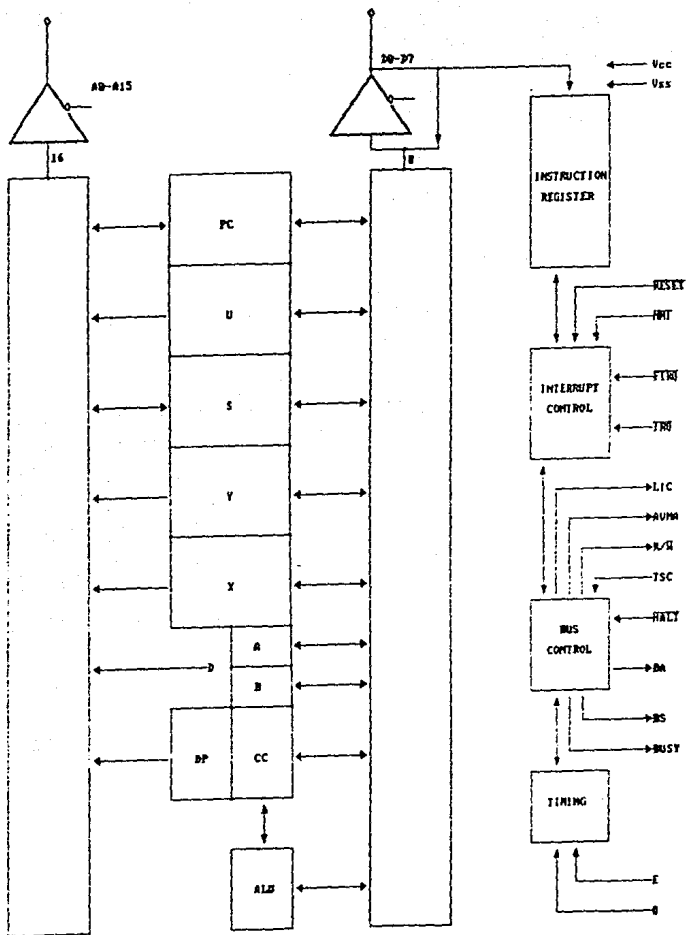 A0-A15
D0-D7
Vcc
Vss
16
8
INSTRUCTION
REGISTER
PC
RESET
NMI
U
INTERRUPT
CONTROL
FIRQ
S
IRQ
LIC
Y
AVMA
R/W
TSC
X
HALT
BUS
CONTROL
A
D
BA
B
BS
DP
CC
BUSY
TIMING
ALU
E
Q